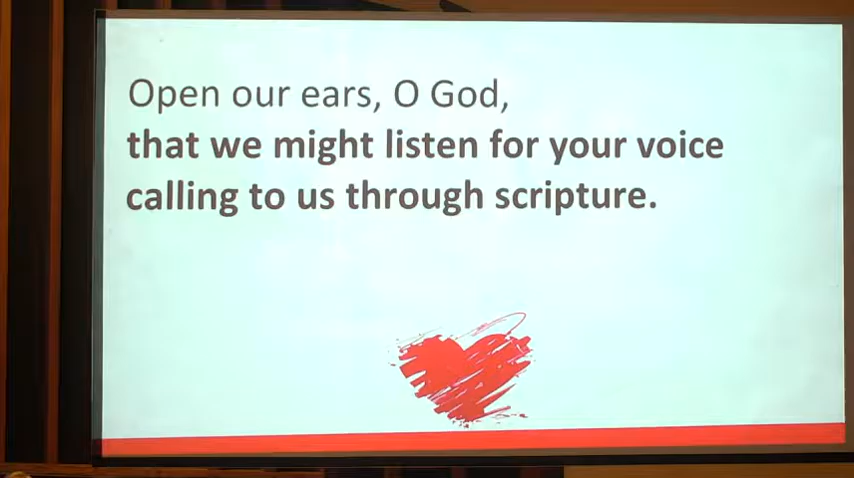 Open our ears, O God,
that we might listen for your voice
calling to us through scripture.